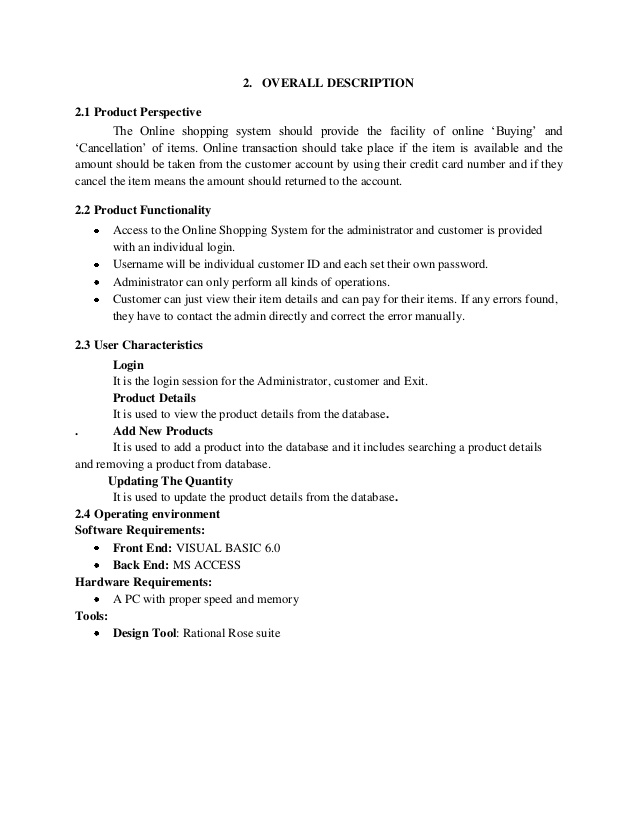 2. OVERALL DESCRIPTION
2.1 Product Perspective
The Online shopping system should provide the facility of online ‘Buying’ and
‘Cancellation’ of items. Online transaction should take place if the item is available and the
amount should be taken from the customer account by using their credit card number and if they
cancel the item means the amount should returned to the account.
2.2 Product Functionality
• Access to the Online Shopping System for the administrator and customer is provided
with an individual login.
• Username will be individual customer ID and each set their own password.
• Administrator can only perform all kinds of operations.
• Customer can just view their item details and can pay for their items. If any errors found,
they have to contact the admin directly and correct the error manually.
2.3 User Characteristics
Login
It is the login session for the Administrator, customer and Exit.
Product Details
It is used to view the product details from the database.
. Add New Products
It is used to add a product into the database and it includes searching a product details
and removing a product from database.
Updating The Quantity
It is used to update the product details from the database.
2.4 Operating environment
Software Requirements:
• Front End: VISUAL BASIC 6.0
• Back End: MS ACCESS
Hardware Requirements:
• A PC with proper speed and memory
Tools:
• Design Tool: Rational Rose suite